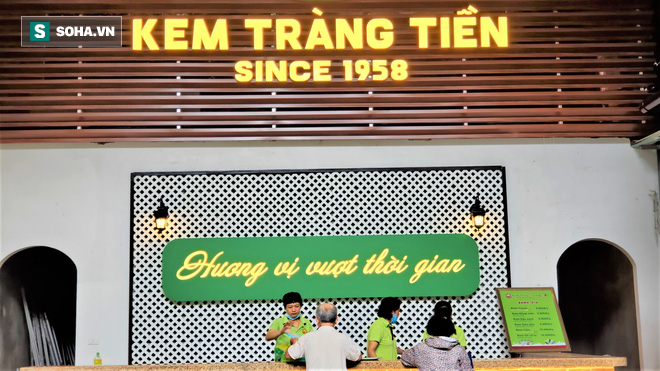 S SOHA.VN
KEM TRÀNG TIỀN
SINCE 1958
Hương vị vượt thời gian